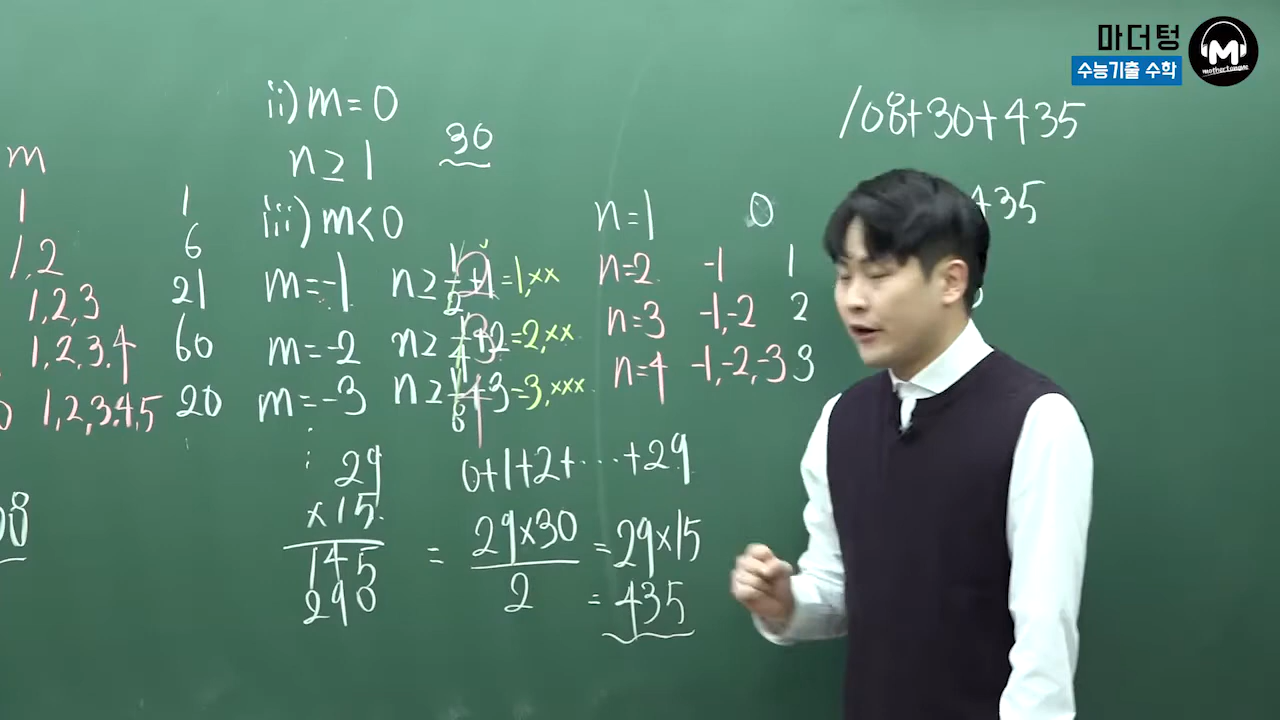 마더텅
수능기출 수학
M
mothertongue
m
1 1
1,2 6
1,2,3 21
1,2,3,4 60
1,2,3,4,5 20
ii) m=0
n≥1
30
iii) m<0
m=-1 n≥ =1,××
m=-2 n≥ =2,××
m=-3 n≥ =3,×××
n=1 0
n=2 -1 1
n=3 -1,-2 2
n=4 -1,-2,-3 3
29
×15
145
290
0+1+2+⋯+29
= 29×30 / 2 = 29×15
= 435
108+30+435
435